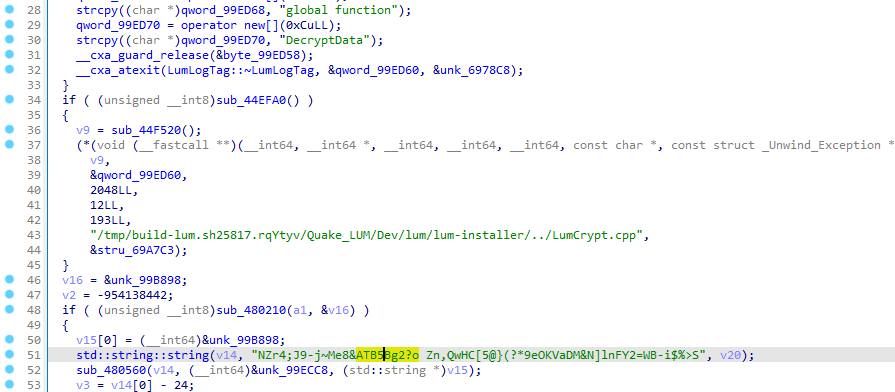 28 strcpy((char *)qword_99ED68, "global function");
29 qword_99ED70 = operator new[](0xCuLL);
30 strcpy((char *)qword_99ED70, "DecryptData");
31 __cxa_guard_release(&byte_99ED58);
32 __cxa_atexit(LumLogTag::~LumLogTag, &qword_99ED60, &unk_6978C8);
33 }
34 if ( (unsigned __int8)sub_44EFA0() )
35 {
36 v9 = sub_44F520();
37 (*(void (__fastcall **)(__int64, __int64 *, __int64, __int64, __int64, const char *, const struct _Unwind_Exception *
38 v9,
39 &qword_99ED60,
40 2048LL,
41 12LL,
42 193LL,
43 "/tmp/build-lum.sh25817.rqYtyv/Quake_LUM/Dev/lum/lum-installer/../LumCrypt.cpp",
44 &stru_69A7C3);
45 }
46 v16 = &unk_99B898;
47 v2 = -954138442;
48 if ( (unsigned __int8)sub_480210(a1, &v16) )
49 {
50 v15[0] = (__int64)&unk_99B898;
51 std::string::string(v14, "NZr4;J9-j~Me8&ATB5Bg2?o Zn,QwHC[5@}(?*9eOKVaDM&N]lnFY2=WB-i$%>S", v20);
52 sub_480560(v14, (__int64)&unk_99ECC8, (std::string *)v15);
53 v3 = v14[0] - 24;